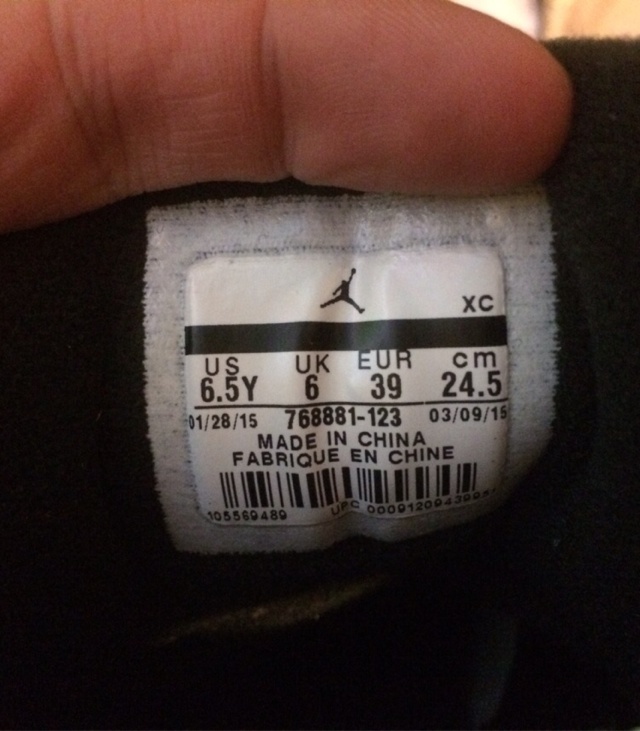 XC
US UK EUR cm
6.5Y 6 39 24.5
01/28/15 768881-123 03/09/15
MADE IN CHINA
FABRIQUE EN CHINE
105569489 UPC